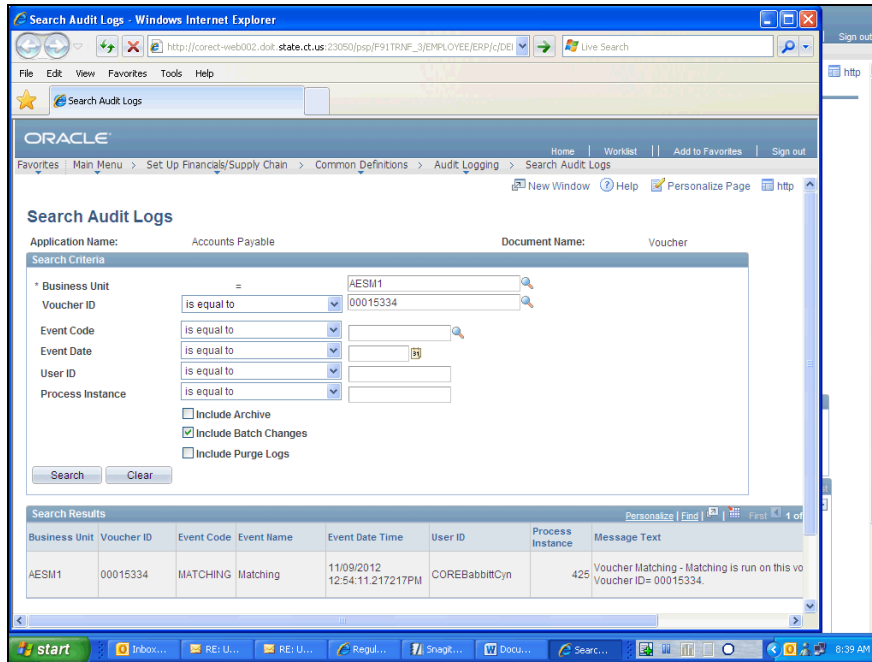 Search Audit Logs - Windows Internet Explorer
Sign out
http://corect-web002.doit.state.ct.us:23050/psp/F91TRNF_3/EMPLOYEE/ERP/c/DEI
Live Search
File Edit View Favorites Tools Help
http
Search Audit Logs
ORACLE
Home | Worklist | | Add to Favorites | Sign out
Favorites | Main Menu > Set Up Financials/Supply Chain > Common Definitions > Audit Logging > Search Audit Logs
New Window Help Personalize Page http
Search Audit Logs
Application Name: Accounts Payable Document Name: Voucher
Search Criteria
* Business Unit = AESM1
Voucher ID is equal to 00015334
Event Code is equal to
Event Date is equal to 31
User ID is equal to
Process Instance is equal to
Include Archive
Include Batch Changes
Include Purge Logs
Search Clear
Search Results Personalize | Find | | First 1 of
Business Unit Voucher ID Event Code Event Name Event Date Time User ID Process Instance Message Text
AESM1 00015334 MATCHING Matching 11/09/2012 12:54:11.217217PM COREBabbittCyn 425 Voucher Matching - Matching is run on this vo
Voucher ID= 00015334.
start Inbox... RE: U... RE: U... Regul... Snagit... Docu... Searc... 8:39 AM